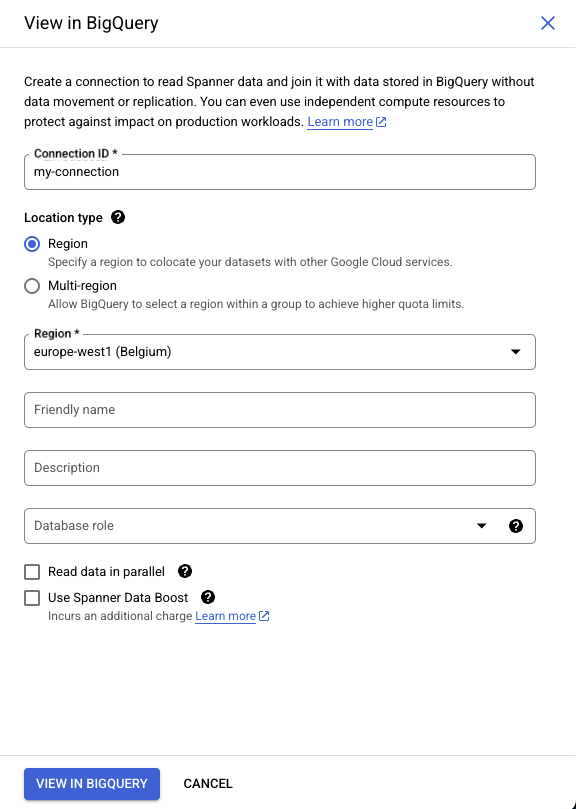 View in BigQuery
Create a connection to read Spanner data and join it with data stored in BigQuery without
data movement or replication. You can even use independent compute resources to
protect against impact on production workloads. Learn more
Connection ID *
my-connection
Location type ?
Region
Specify a region to colocate your datasets with other Google Cloud services.
Multi-region
Allow BigQuery to select a region within a group to achieve higher quota limits.
Region *
europe-west1 (Belgium)
Friendly name
Description
Database role ?
Read data in parallel ?
Use Spanner Data Boost ?
Incurs an additional charge Learn more
VIEW IN BIGQUERY CANCEL